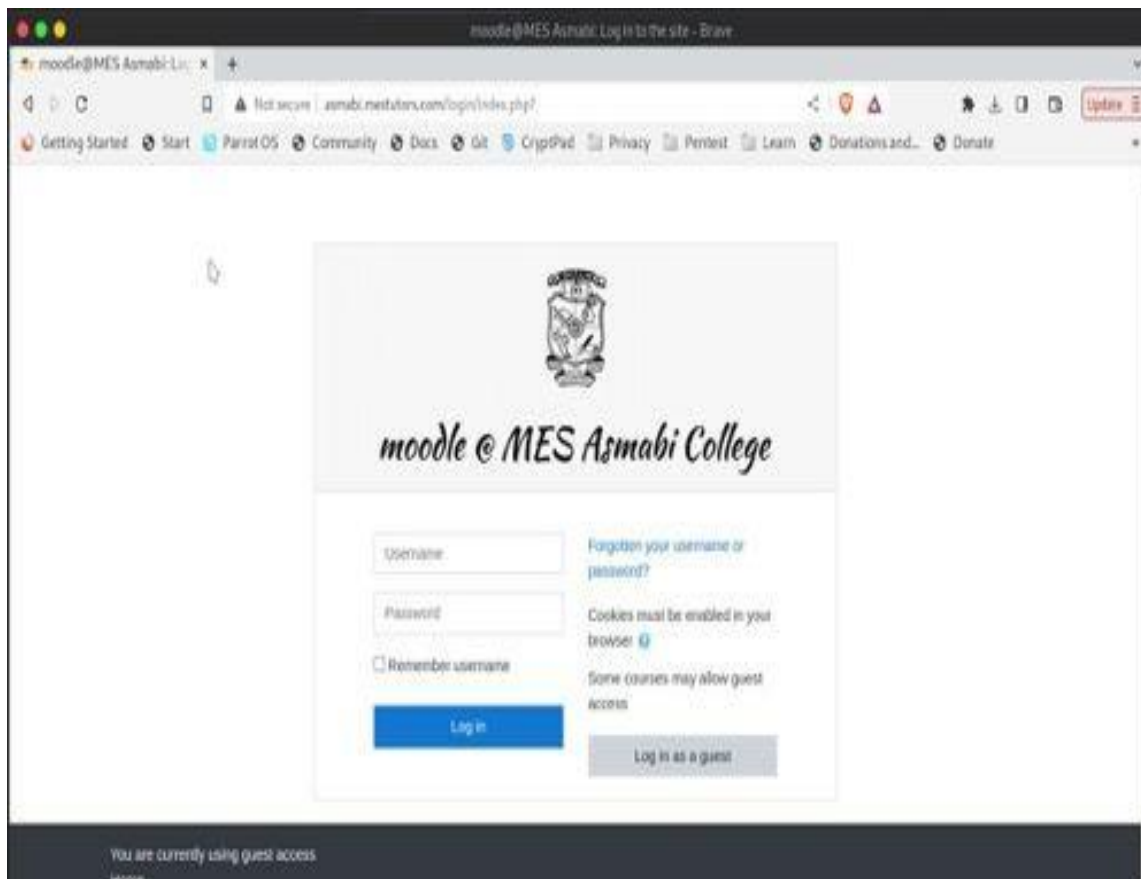 moodle@MES Asmabi: Log in to the site - Brave
moodle@MES Asmabi: Lo
Not secure asmabi.mestutors.com/login/index.php?
Update
Getting Started Start Parrot OS Community Docs Git CryptPad Privacy Pentest Learn Donations and... Donate
moodle @ MES Asmabi College
Username
Password
Remember username
Log in
Forgotten your username or
password?
Cookies must be enabled in your
browser
Some courses may allow guest
access
Log in as a guest
You are currently using guest access
Home